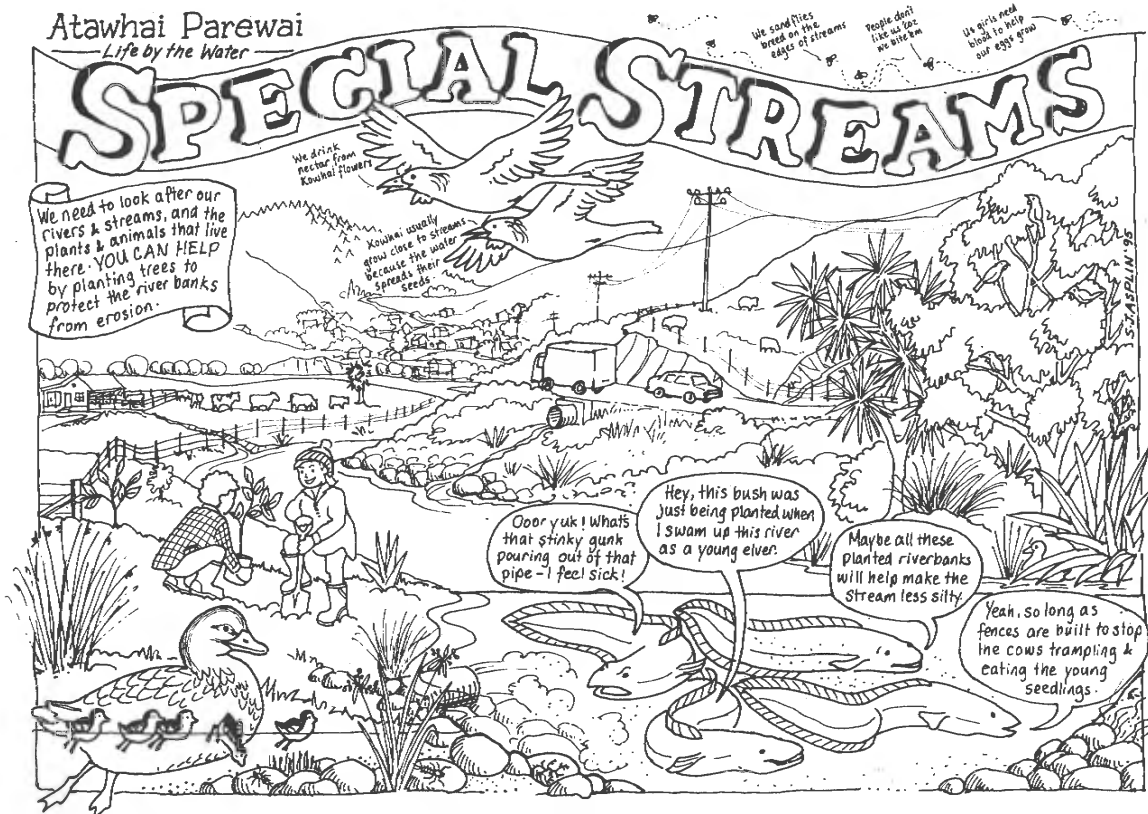 Atawhai Parewai
Life by the Water
SPECIAL STREAMS
We sandflies
breed on the
edges of streams
People don't
like us 'coz
we bite 'em
Us girls need
blood to help
our eggs grow
We drink
nectar from
Kowhai flowers
Kowhai usually
grow close to streams
because the water
spreads their
seeds
We need to look after our
rivers & streams, and the
plants & animals that live
there. YOU CAN HELP
by planting trees to
protect the river banks
from erosion.
S.J.ASPLIN '95
Ooor yuk! What's
that stinky gunk
pouring out of that
pipe - I feel sick!
Hey, this bush was
just being planted when
I swam up this river
as a young elver.
Maybe all these
planted riverbanks
will help make the
stream less silty.
Yeah, so long as
fences are built to stop
the cows trampling &
eating the young
seedlings.